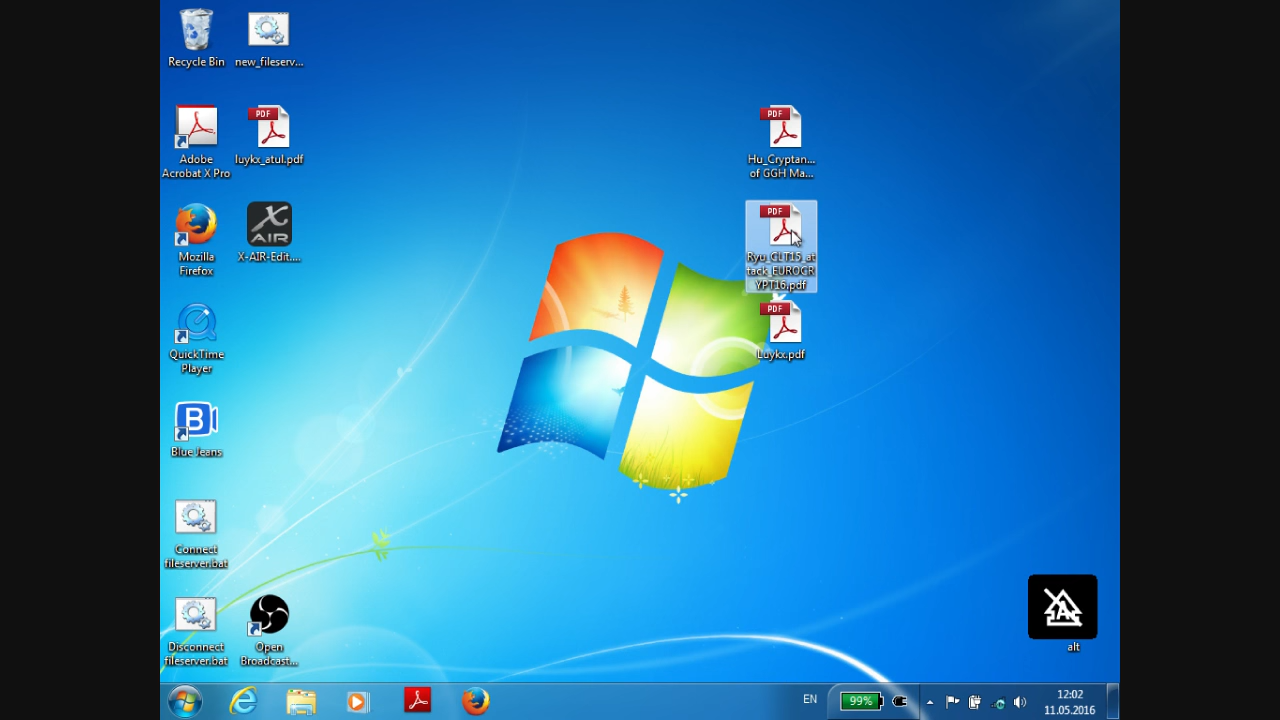 Recycle Bin
new_fileserv...
Adobe
Acrobat X Pro
PDF
luykx_atul.pdf
Mozilla
Firefox
X AIR
X-AIR-Edit....
QuickTime
Player
B
Blue Jeans
Connect
fileserver.bat
Disconnect
fileserver.bat
Open
Broadcast...
PDF
Hu_Cryptan...
of GGH Ma...
PDF
Ryu_CLT15_at
tack_EUROCR
YPT16.pdf
PDF
Luykx.pdf
A
alt
EN
99%
12:02
11.05.2016